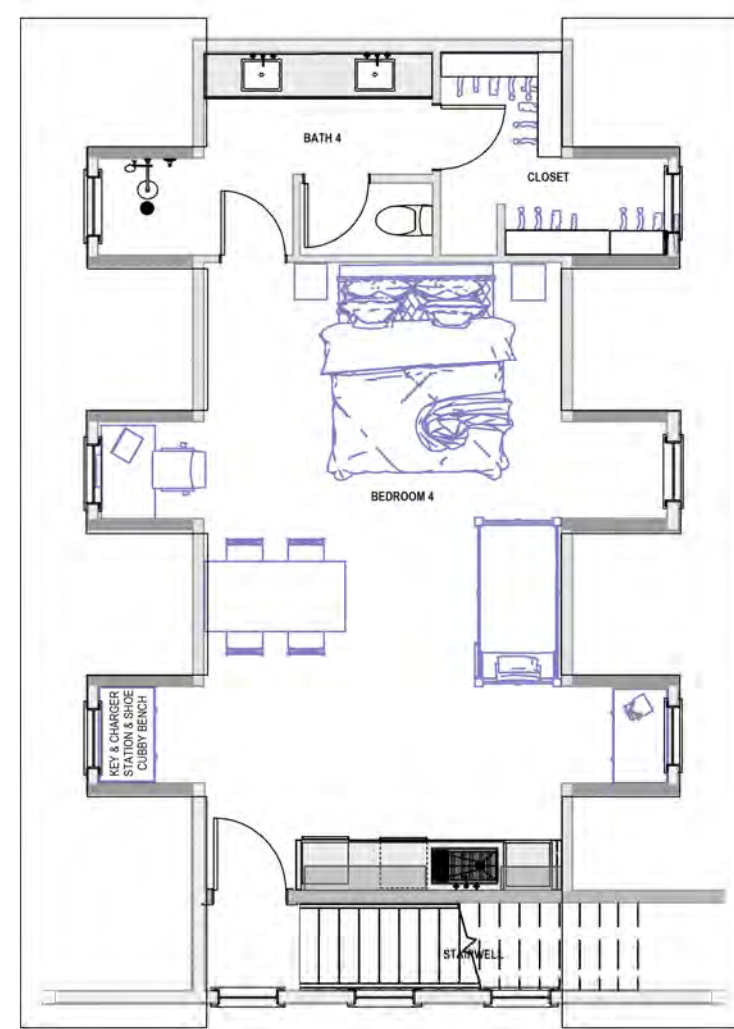 BATH 4
CLOSET
BEDROOM 4
KEY & CHARGER
STATION & SHOE
CUBBY BENCH
STAIRWELL